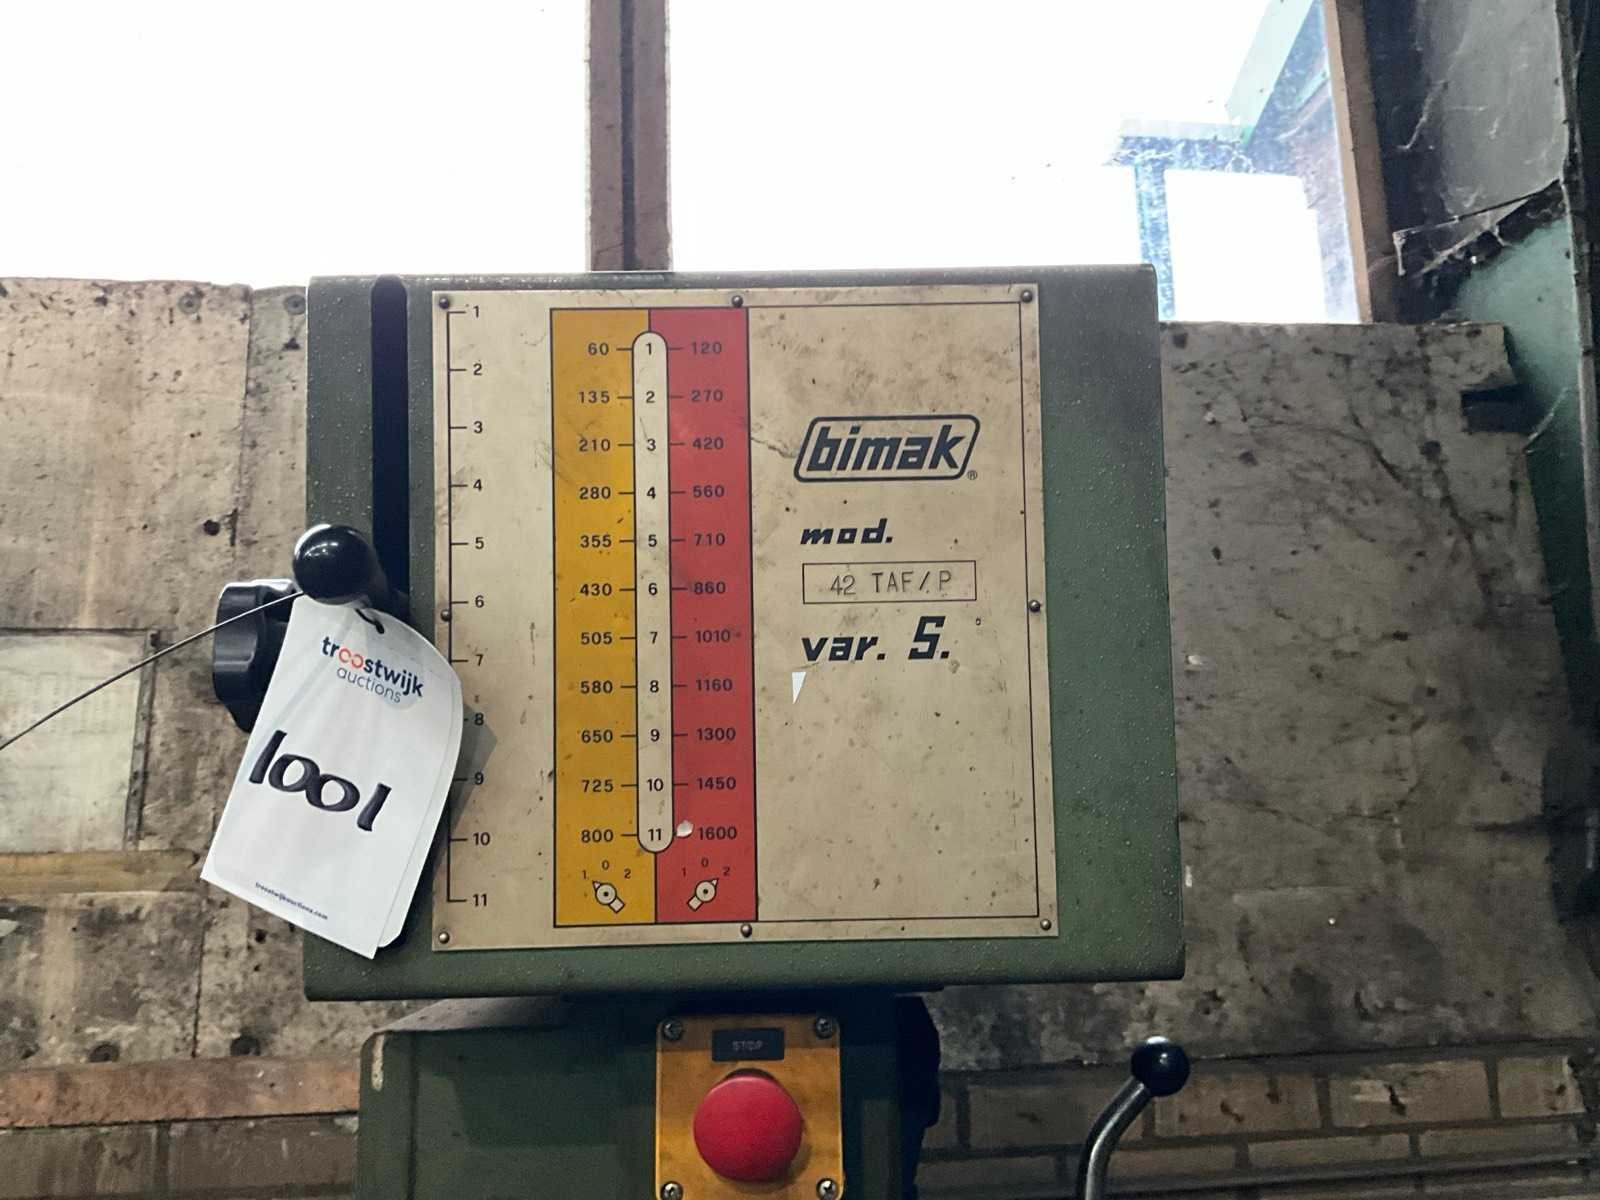 1
2
3
4
5
6
7
8
9
10
11
60 1 120
135 2 270
210 3 420
280 4 560
355 5 710
430 6 860
505 7 1010
580 8 1160
650 9 1300
725 10 1450
800 11 1600
1 0 2
1 0 2
bimak®
mod.
42 TAF/P
var. S.
troostwijk
auctions
1001
troostwijkauctions.com
STOP